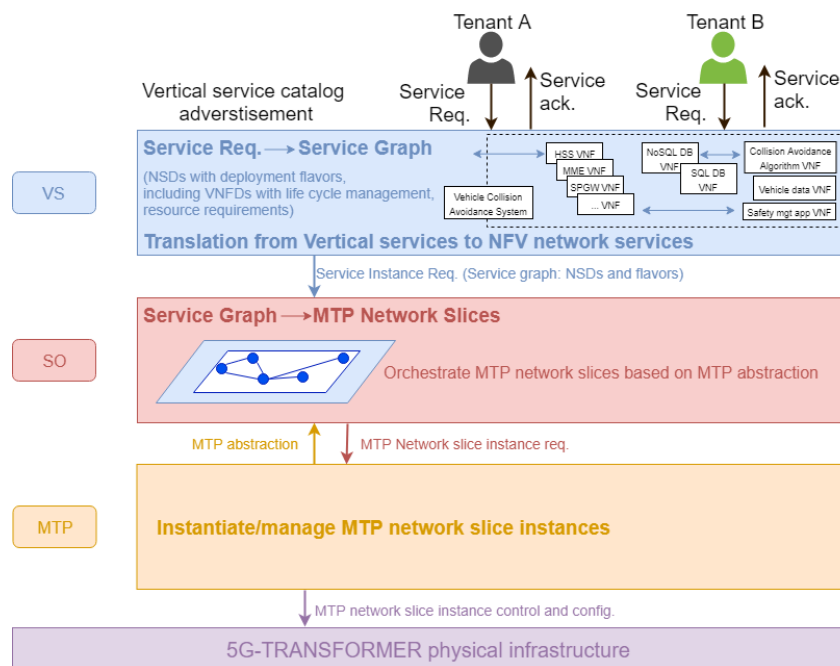 Tenant A
Tenant B
Vertical service catalog
adverstisement
Service
Req.
Service
ack.
Service
Req.
Service
ack.
VS
Service Req. → Service Graph
(NSDs with deployment flavors,
including VNFDs with life cycle management,
resource requirements)
Vehicle Collision
Avoidance System
HSS VNF
MME VNF
SPGW VNF
... VNF
NoSQL DB
VNF
SQL DB
VNF
Collision Avoidance
Algorithm VNF
Vehicle data VNF
Safety mgt app VNF
Translation from Vertical services to NFV network services
Service Instance Req. (Service graph: NSDs and flavors)
SO
Service Graph → MTP Network Slices
Orchestrate MTP network slices based on MTP abstraction
MTP abstraction
MTP Network slice instance req.
MTP
Instantiate/manage MTP network slice instances
MTP network slice instance control and config.
5G-TRANSFORMER physical infrastructure